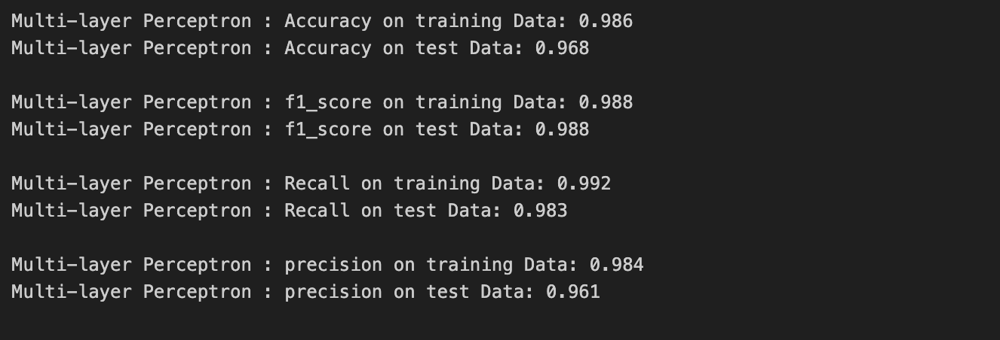 Multi-layer Perceptron : Accuracy on training Data: 0.986
Multi-layer Perceptron : Accuracy on test Data: 0.968
Multi-layer Perceptron : f1_score on training Data: 0.988
Multi-layer Perceptron : f1_score on test Data: 0.988
Multi-layer Perceptron : Recall on training Data: 0.992
Multi-layer Perceptron : Recall on test Data: 0.983
Multi-layer Perceptron : precision on training Data: 0.984
Multi-layer Perceptron : precision on test Data: 0.961